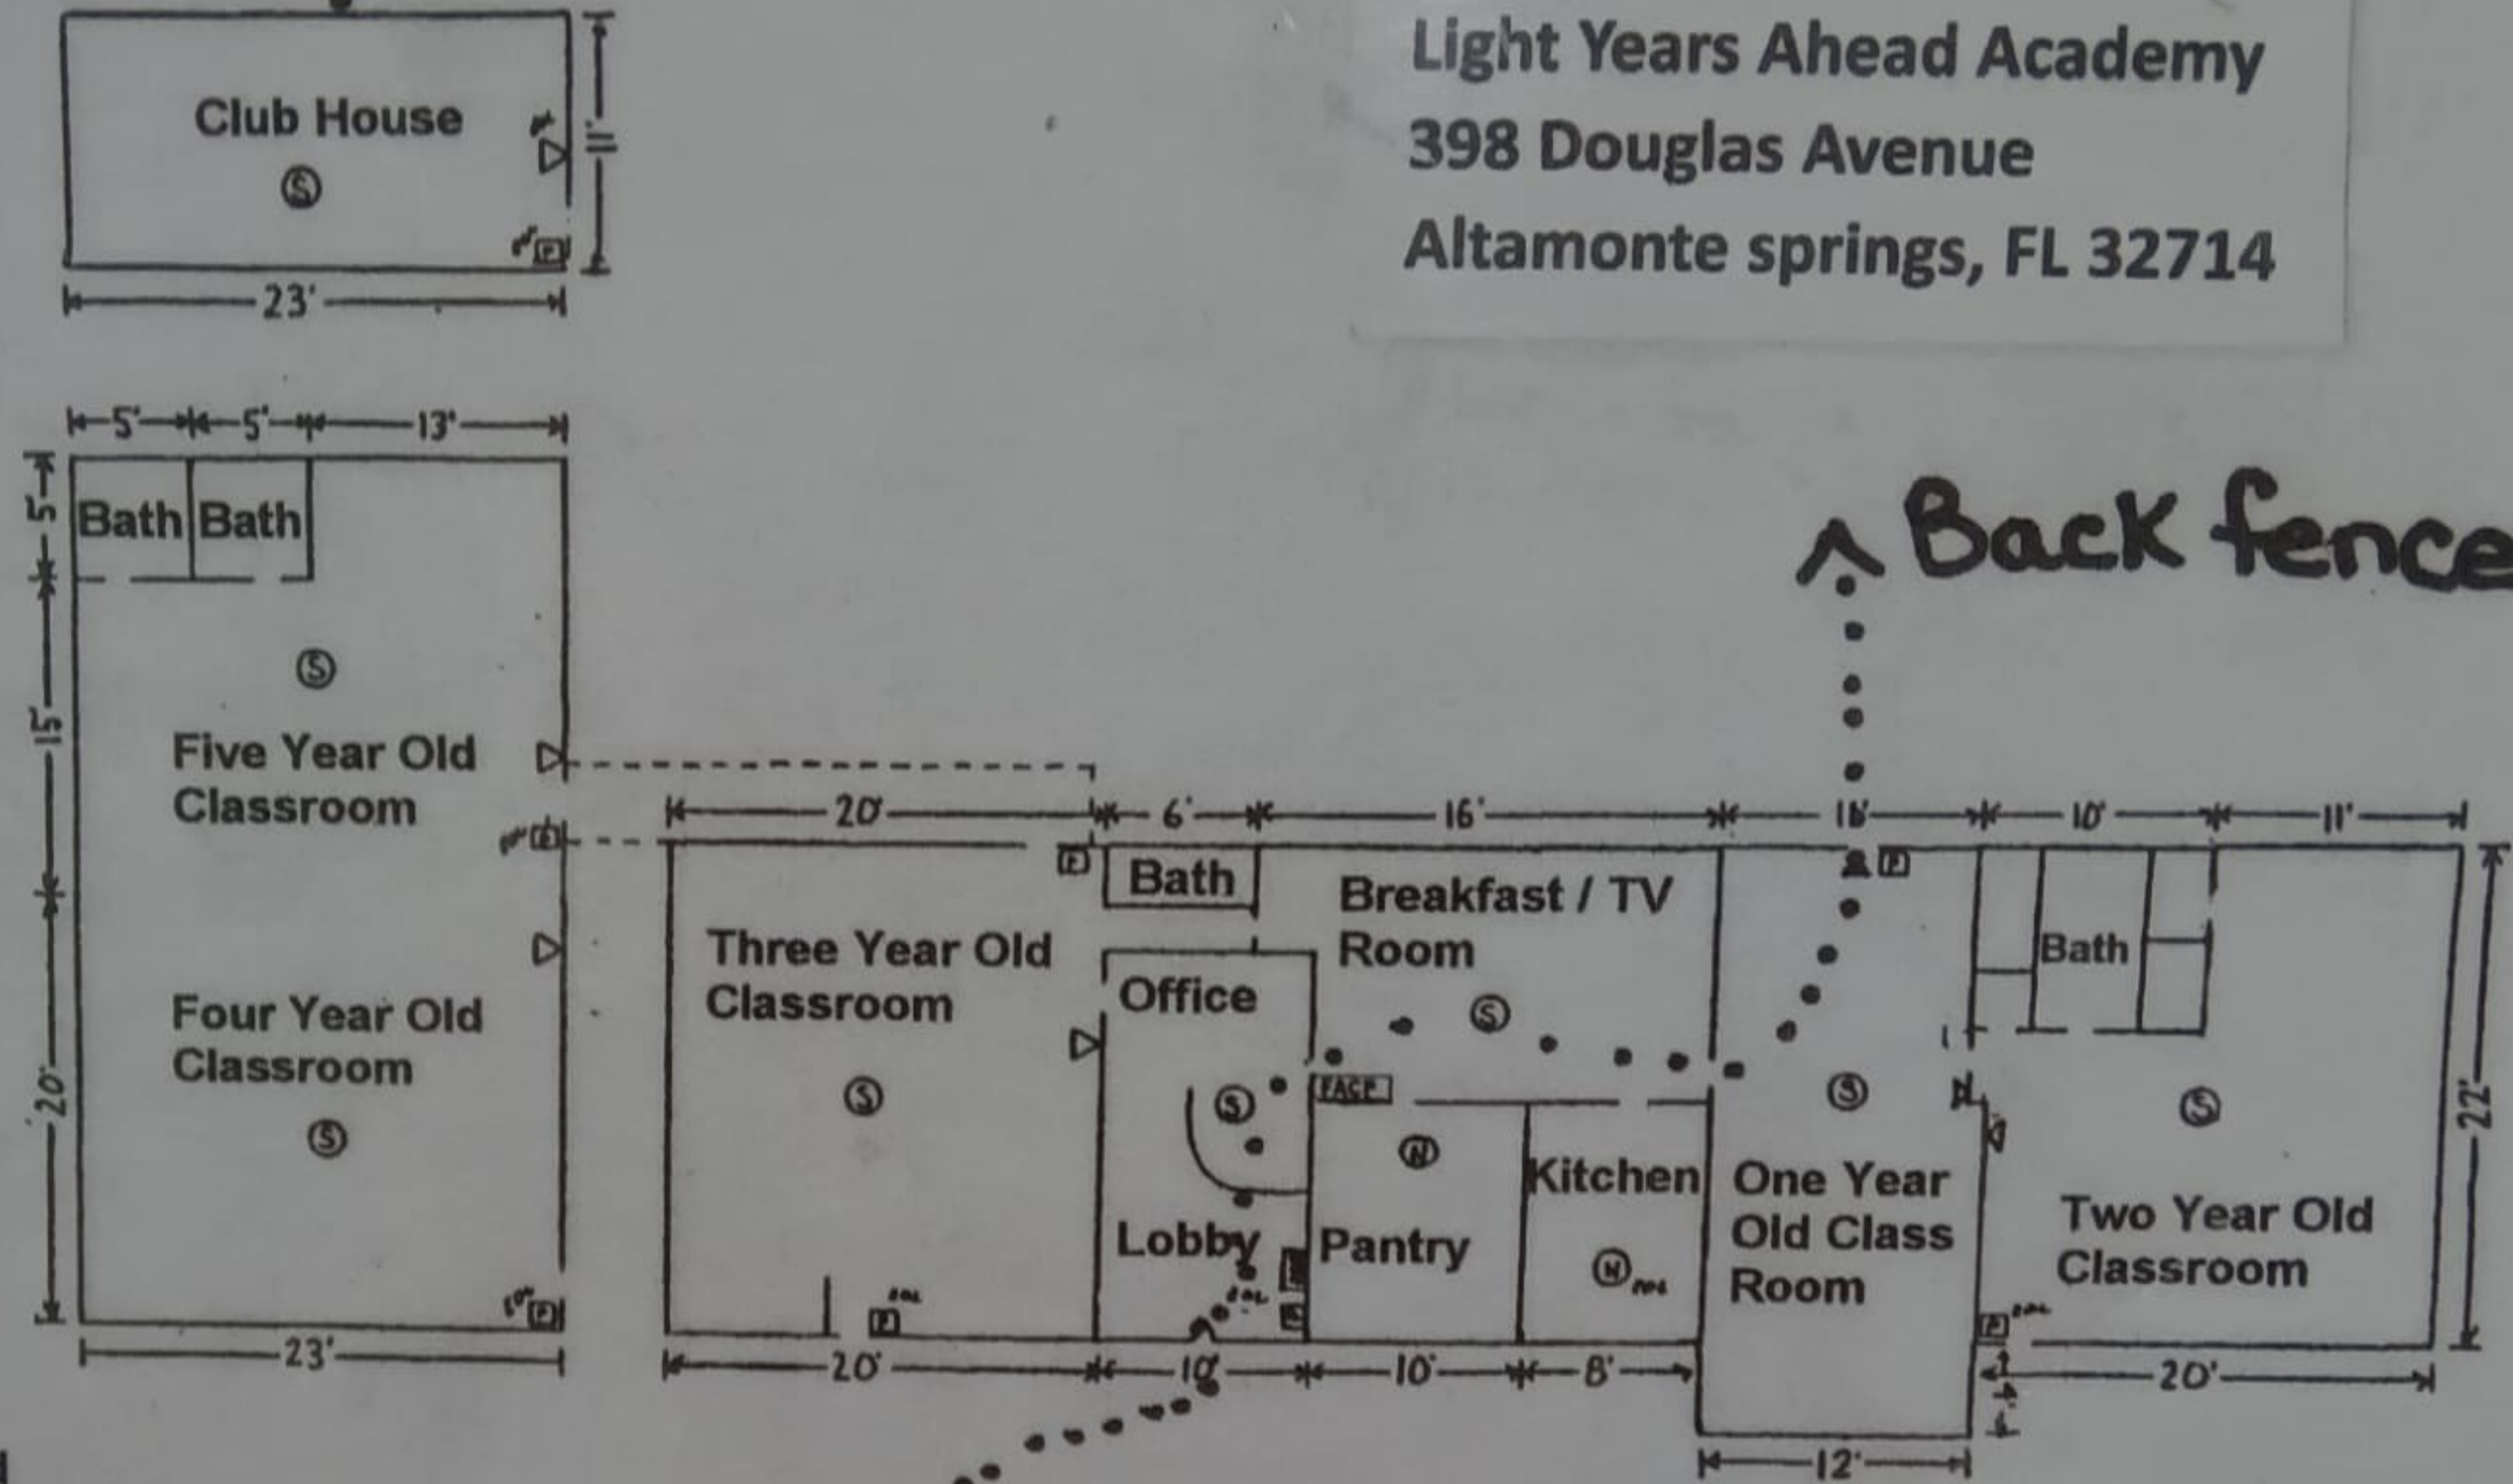 Light Years Ahead Academy
398 Douglas Avenue
Altamonte springs, FL 32714
Club House
S
11'
F
23'
5' 5' 13'
5'
Bath Bath
Back fence
S
15'
Five Year Old
Classroom
20' 6' 16' 10' 11'
F
Bath
F
Breakfast / TV
Room
Bath
Three Year Old
Classroom
Office
S
Four Year Old
Classroom
S
S
S
FACP
S
S
20'
22'
N
Kitchen
Pantry
N
Lobby
One Year
Old Class
Room
Two Year Old
Classroom
F
F
F
F
23'
20' 10' 10' 8' 20'
12'